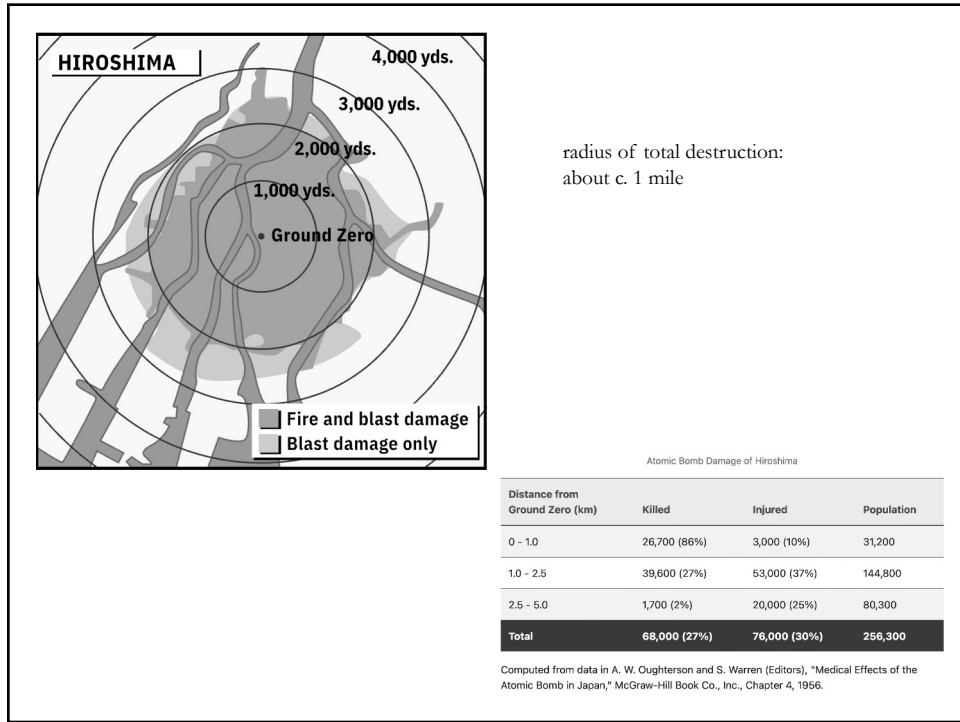 HIROSHIMA
4,000 yds.
3,000 yds.
2,000 yds.
1,000 yds.
Ground Zero
Fire and blast damage
Blast damage only
radius of total destruction:
about c. 1 mile
Atomic Bomb Damage of Hiroshima
Distance from
Ground Zero (km) Killed Injured Population
0 - 1.0 26,700 (86%) 3,000 (10%) 31,200
1.0 - 2.5 39,600 (27%) 53,000 (37%) 144,800
2.5 - 5.0 1,700 (2%) 20,000 (25%) 80,300
Total 68,000 (27%) 76,000 (30%) 256,300
Computed from data in A. W. Oughterson and S. Warren (Editors), "Medical Effects of the
Atomic Bomb in Japan," McGraw-Hill Book Co., Inc., Chapter 4, 1956.